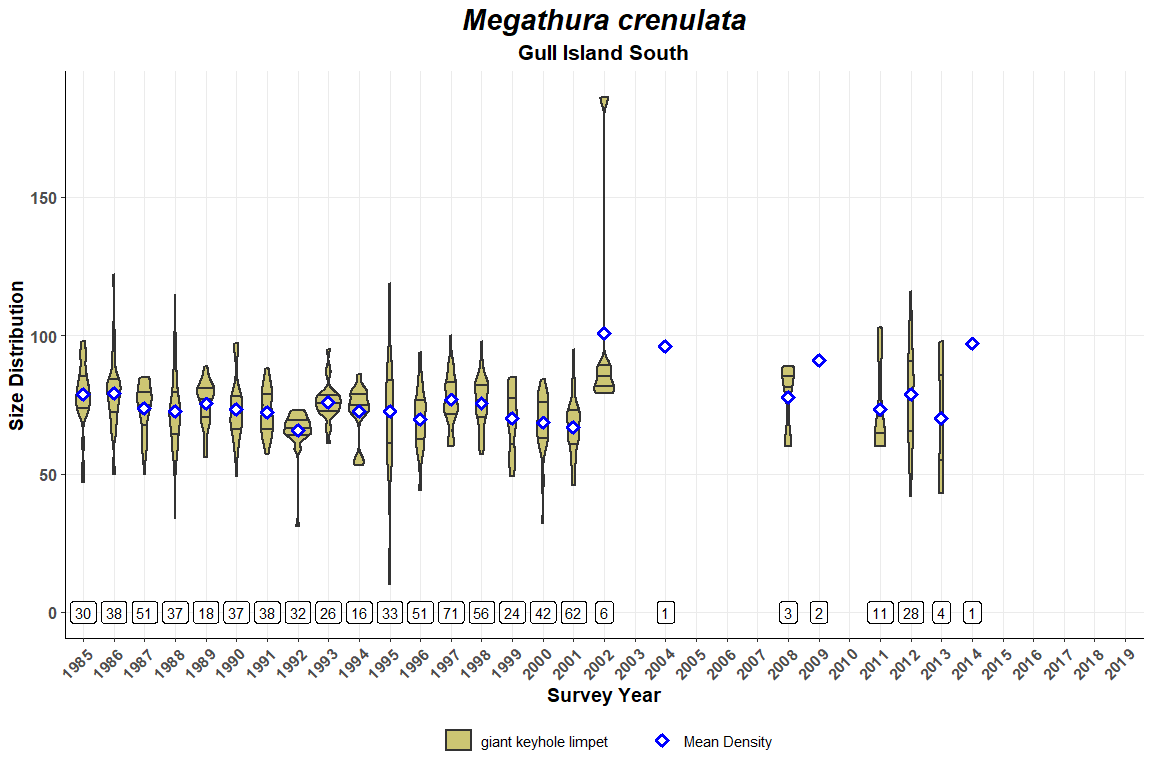 Megathura crenulata
Gull Island South
Size Distribution
150
100
50
0
30 38 51 37 18 37 38 32 26 16 33 51 71 56 24 42 62 6 1 3 2 11 28 4 1
1985 1986 1987 1988 1989 1990 1991 1992 1993 1994 1995 1996 1997 1998 1999 2000 2001 2002 2003 2004 2005 2006 2007 2008 2009 2010 2011 2012 2013 2014 2015 2016 2017 2018 2019
Survey Year
giant keyhole limpet Mean Density